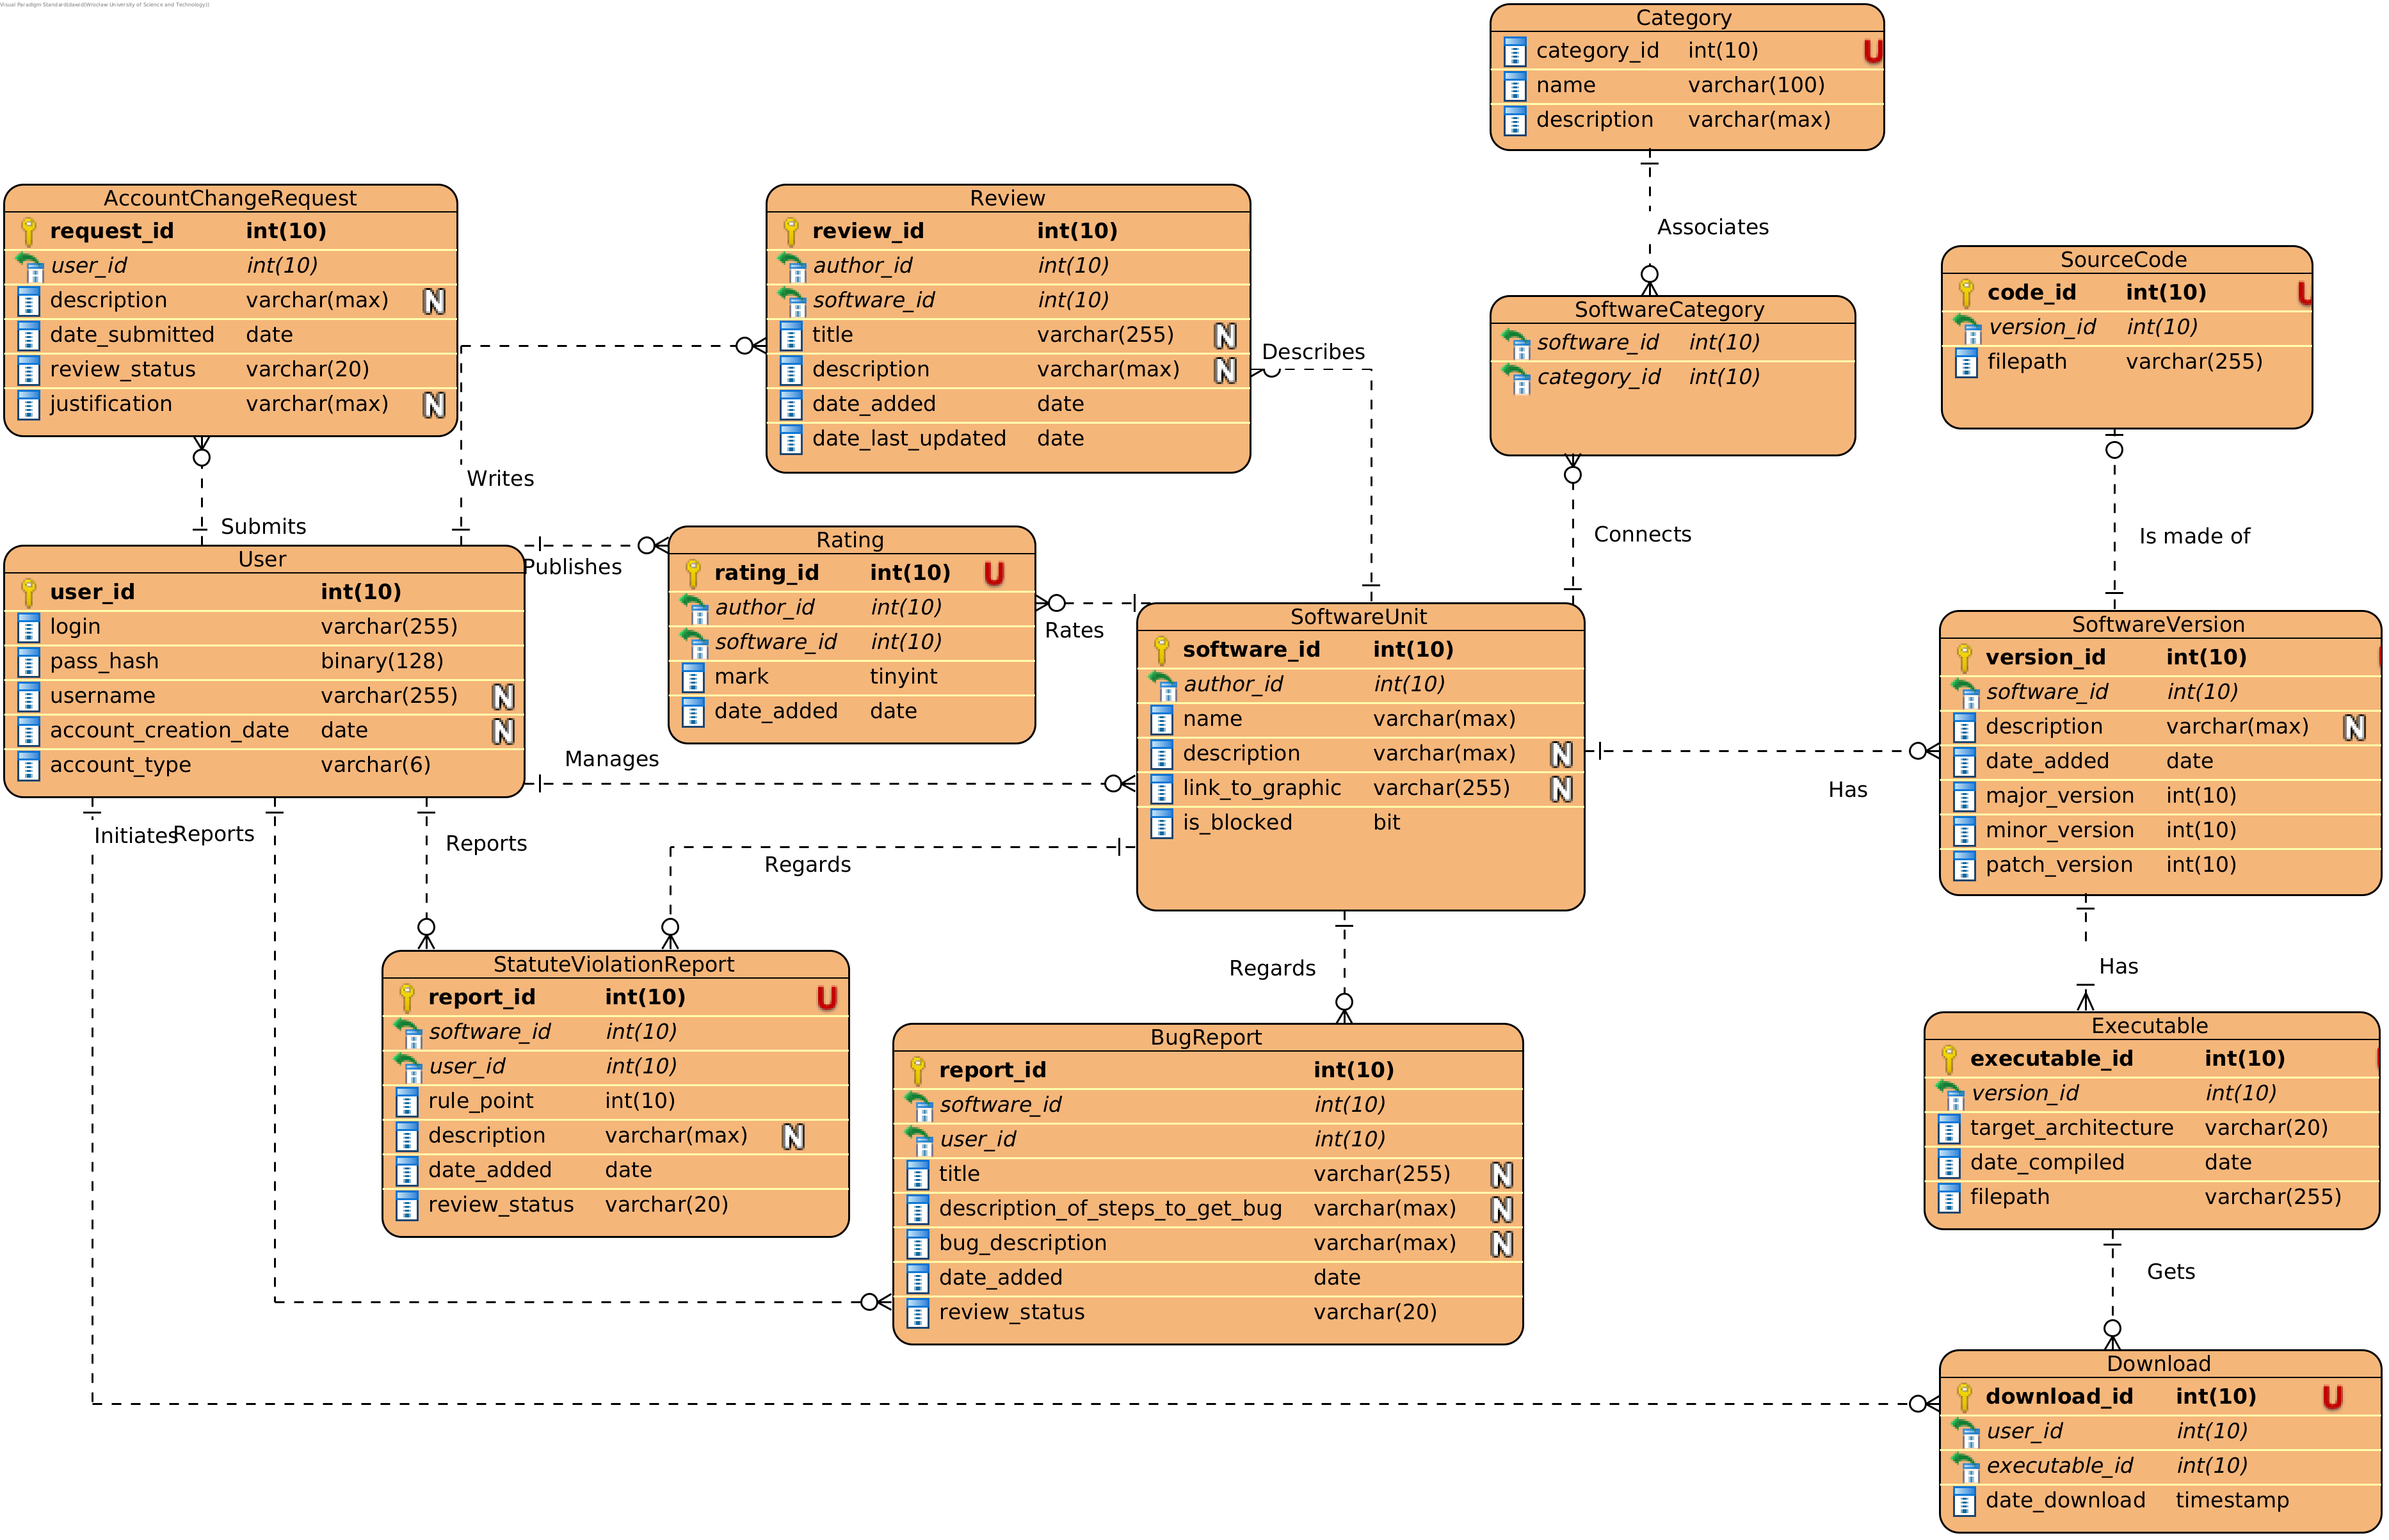 Visual Paradigm Standard(dawid(Wroclaw University of Science and Technology))
Category
category_id int(10) U
name varchar(100)
description varchar(max)
AccountChangeRequest
request_id int(10)
user_id int(10)
description varchar(max) N
date_submitted date
review_status varchar(20)
justification varchar(max) N
Review
review_id int(10)
author_id int(10)
software_id int(10)
title varchar(255) N
description varchar(max) N
date_added date
date_last_updated date
Associates
Describes
SoftwareCategory
software_id int(10)
category_id int(10)
SourceCode
code_id int(10) U
version_id int(10)
filepath varchar(255)
Writes
Submits
Publishes
Connects
Is made of
User
user_id int(10)
login varchar(255)
pass_hash binary(128)
username varchar(255) N
account_creation_date date N
account_type varchar(6)
Rating
rating_id int(10) U
author_id int(10)
software_id int(10)
mark tinyint
date_added date
Rates
SoftwareUnit
software_id int(10)
author_id int(10)
name varchar(max)
description varchar(max) N
link_to_graphic varchar(255) N
is_blocked bit
SoftwareVersion
version_id int(10)
software_id int(10)
description varchar(max) N
date_added date
major_version int(10)
minor_version int(10)
patch_version int(10)
Manages
Has
Initiates
Reports
Reports
Regards
Regards
Has
StatuteViolationReport
report_id int(10) U
software_id int(10)
user_id int(10)
rule_point int(10)
description varchar(max) N
date_added date
review_status varchar(20)
BugReport
report_id int(10)
software_id int(10)
user_id int(10)
title varchar(255) N
description_of_steps_to_get_bug varchar(max) N
bug_description varchar(max) N
date_added date
review_status varchar(20)
Executable
executable_id int(10)
version_id int(10)
target_architecture varchar(20)
date_compiled date
filepath varchar(255)
Gets
Download
download_id int(10) U
user_id int(10)
executable_id int(10)
date_download timestamp